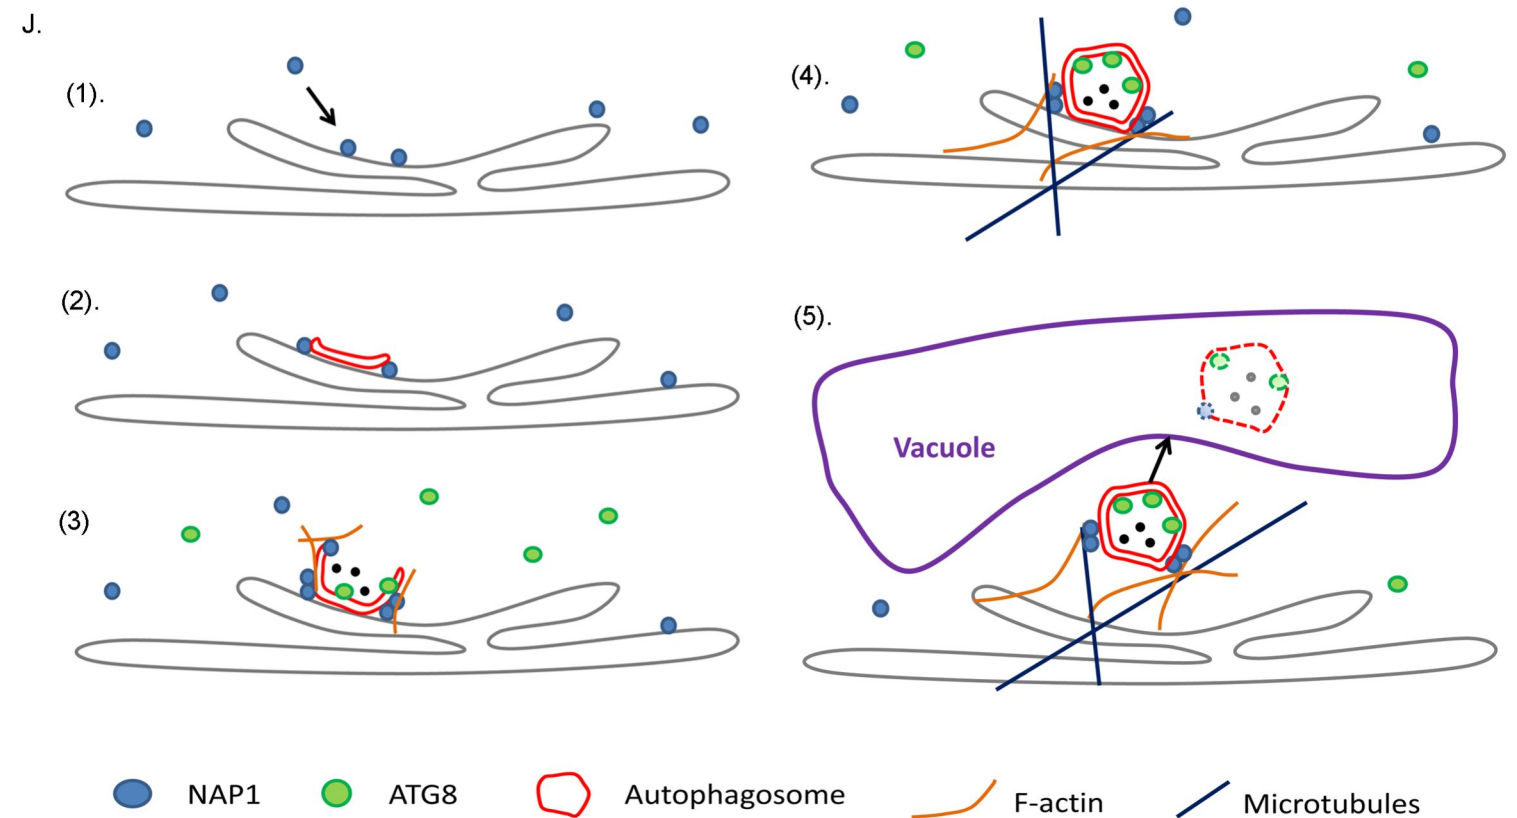 J.
(1).
(2).
(3)
(4).
(5).
Vacuole
NAP1 ATG8 Autophagosome F-actin Microtubules